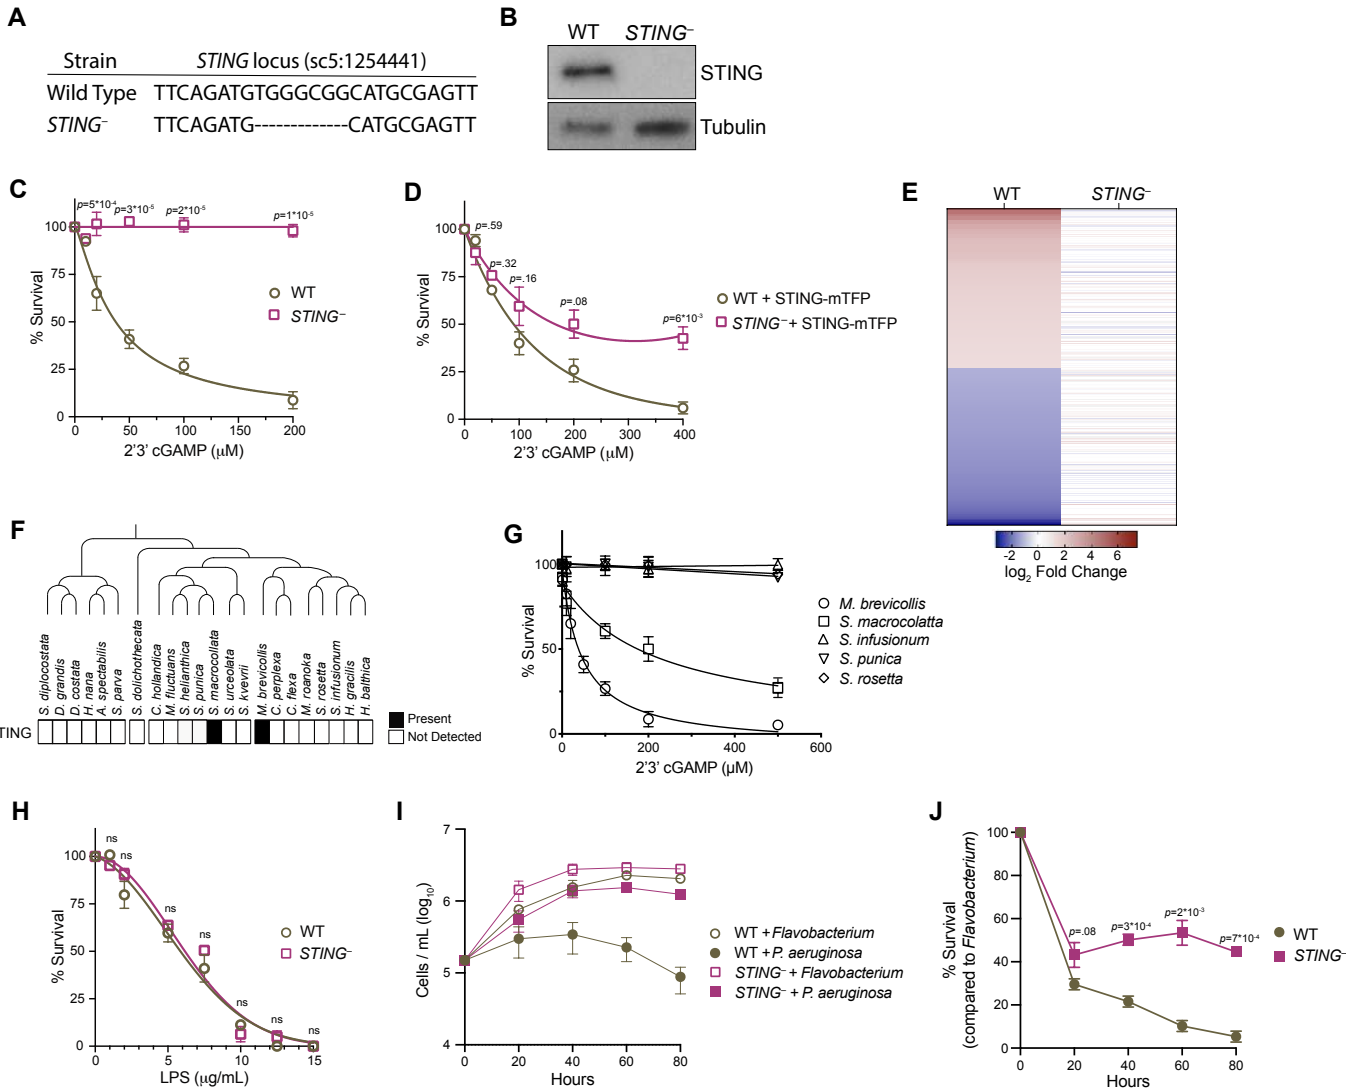 A
Strain STING locus (sc5:1254441)
Wild Type TTCAGATGTGGGCGGCATGCGAGTT
STING⁻ TTCAGATG-------------CATGCGAGTT
B
WT STING⁻
STING
Tubulin
C
p=5*10⁻⁴ p=3*10⁻⁵ p=2*10⁻⁵ p=1*10⁻⁵
100
75
50
25
0
% Survival
0 50 100 150 200
2'3' cGAMP (μM)
WT
STING⁻
D
p=.59
p=.32
p=.16
p=.08
p=6*10⁻³
100
75
50
25
0
% Survival
0 100 200 300 400
2'3' cGAMP (μM)
WT + STING-mTFP
STING⁻ + STING-mTFP
E
WT STING⁻
-2 0 2 4 6
log₂ Fold Change
F
S. diplocostata
D. grandis
D. costata
H. nana
A. spectabilis
S. parva
S. dolichothecata
C. hollandica
M. fluctuans
S. helianthica
S. punica
S. macrocollata
S. urceolata
S. kvevrii
M. brevicollis
C. perplexa
C. flexa
M. roanoka
S. rosetta
S. infusionum
H. gracilis
H. balthica
TING
Present
Not Detected
G
100
50
0
% Survival
0 200 400 600
2'3' cGAMP (μM)
M. brevicollis
S. macrocolatta
S. infusionum
S. punica
S. rosetta
H
ns ns ns ns ns ns ns
100
75
50
25
0
% Survival
0 5 10 15
LPS (μg/mL)
WT
STING⁻
I
7
6
5
4
Cells / mL (log₁₀)
0 20 40 60 80
Hours
WT + Flavobacterium
WT + P. aeruginosa
STING⁻ + Flavobacterium
STING⁻ + P. aeruginosa
J
100
80
60
40
20
0
% Survival
(compared to Flavobacterium)
p=.08 p=3*10⁻⁴ p=2*10⁻³ p=7*10⁻⁴
0 20 40 60 80
Hours
WT
STING⁻